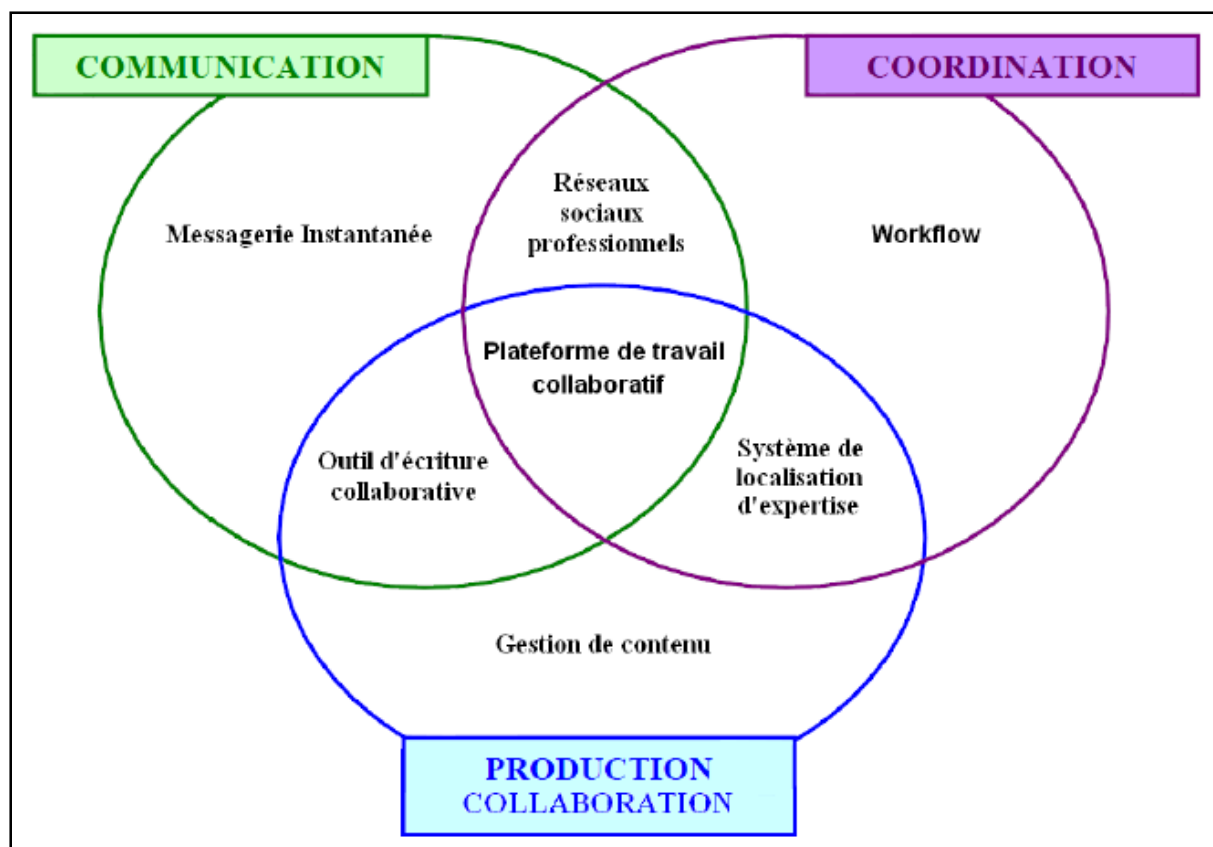 COMMUNICATION
COORDINATION
Réseaux
sociaux
professionnels
Messagerie Instantanée
Workflow
Plateforme de travail
collaboratif
Outil d'écriture
collaborative
Système de
localisation
d'expertise
Gestion de contenu
PRODUCTION
COLLABORATION